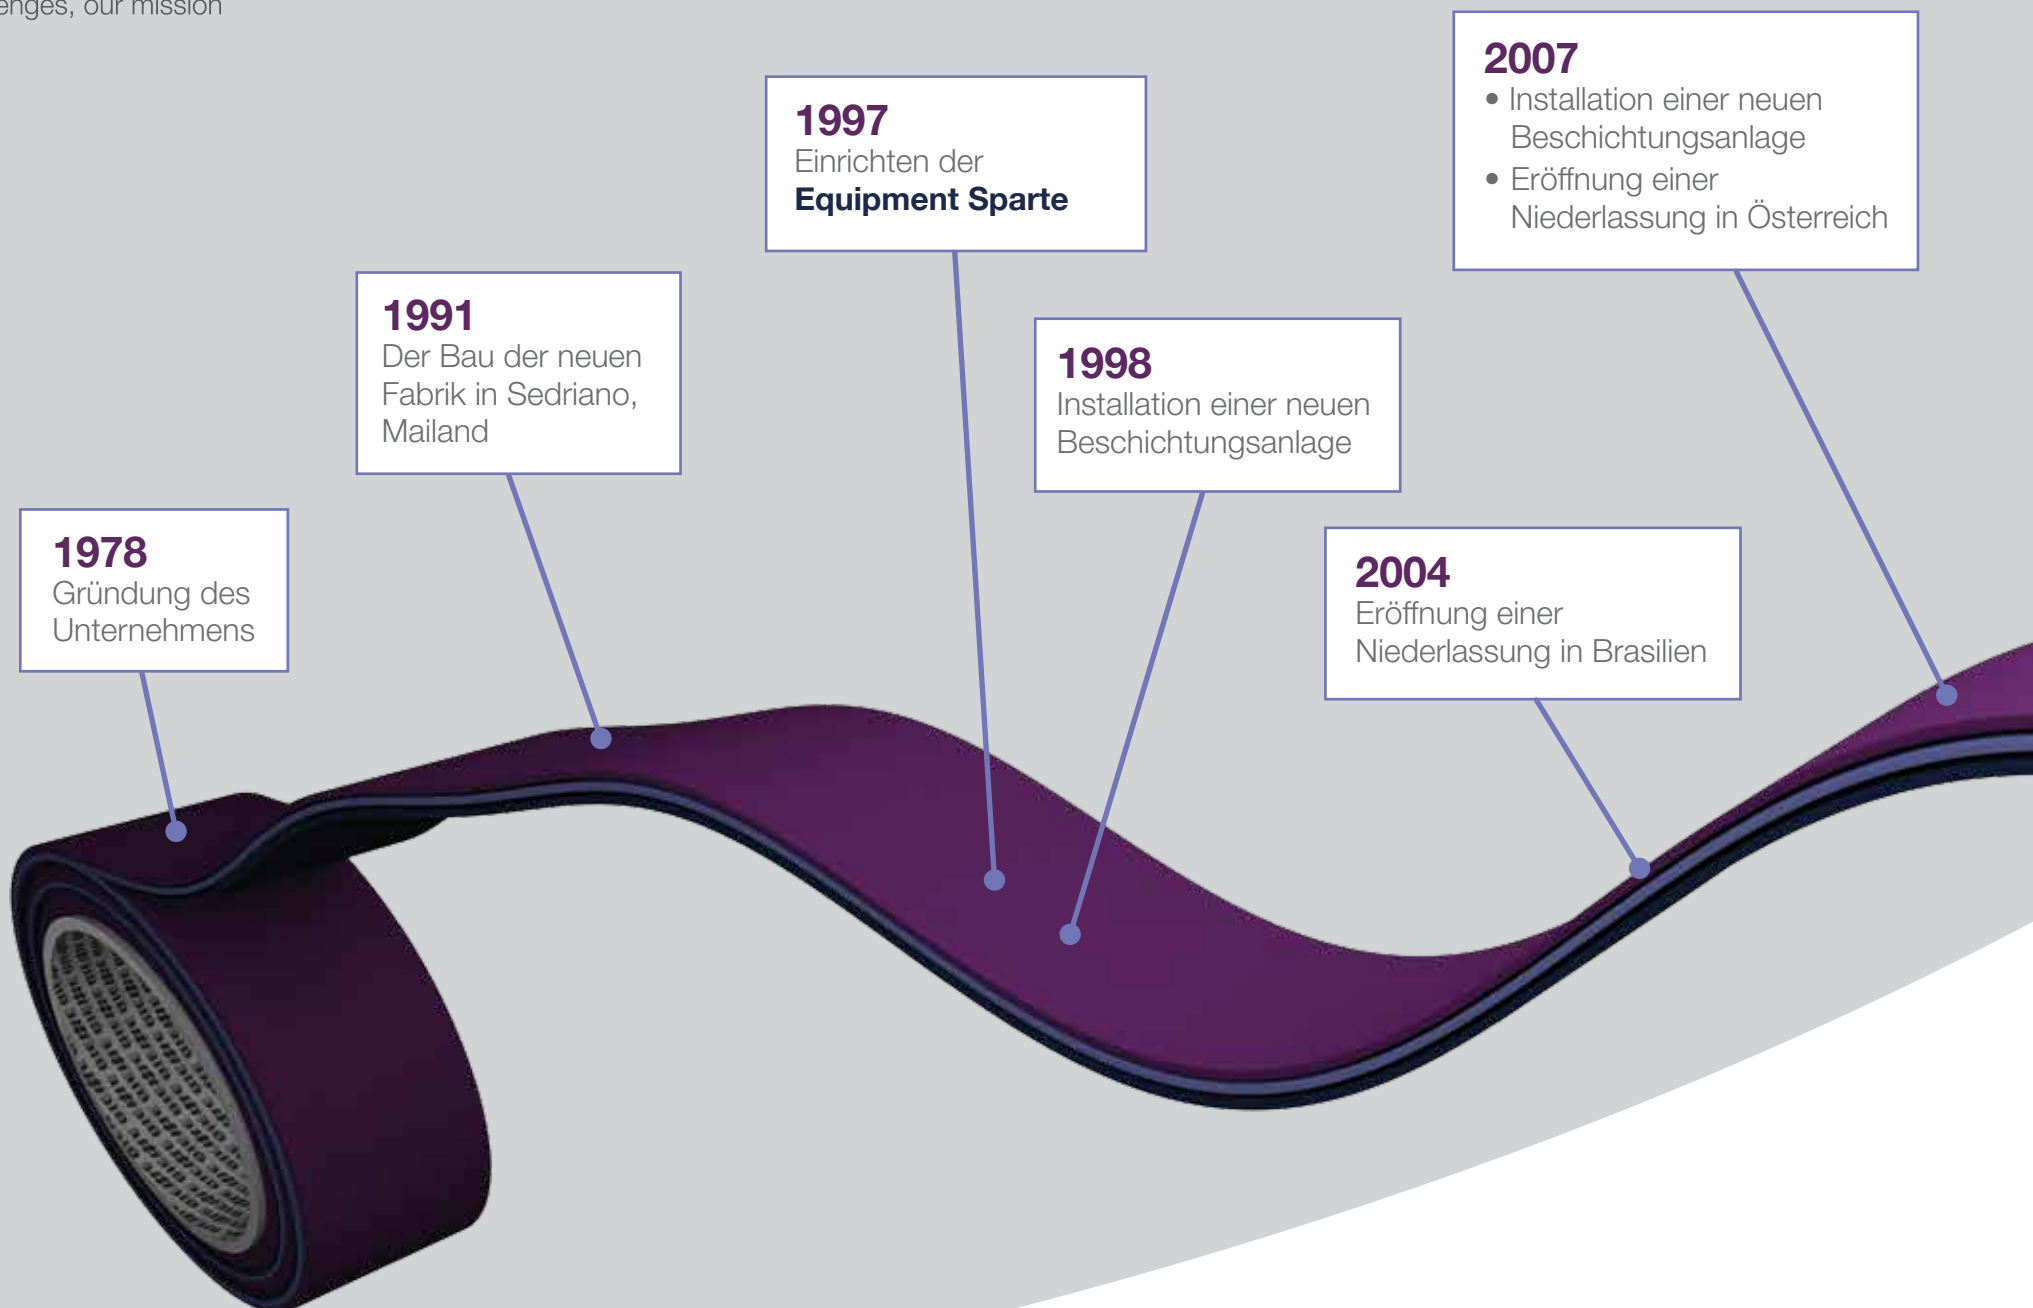 enges, our mission
1978
Gründung des
Unternehmens
1991
Der Bau der neuen
Fabrik in Sedriano,
Mailand
1997
Einrichten der
Equipment Sparte
1998
Installation einer neuen
Beschichtungsanlage
2004
Eröffnung einer
Niederlassung in Brasilien
2007
• Installation einer neuen
Beschichtungsanlage
• Eröffnung einer
Niederlassung in Österreich